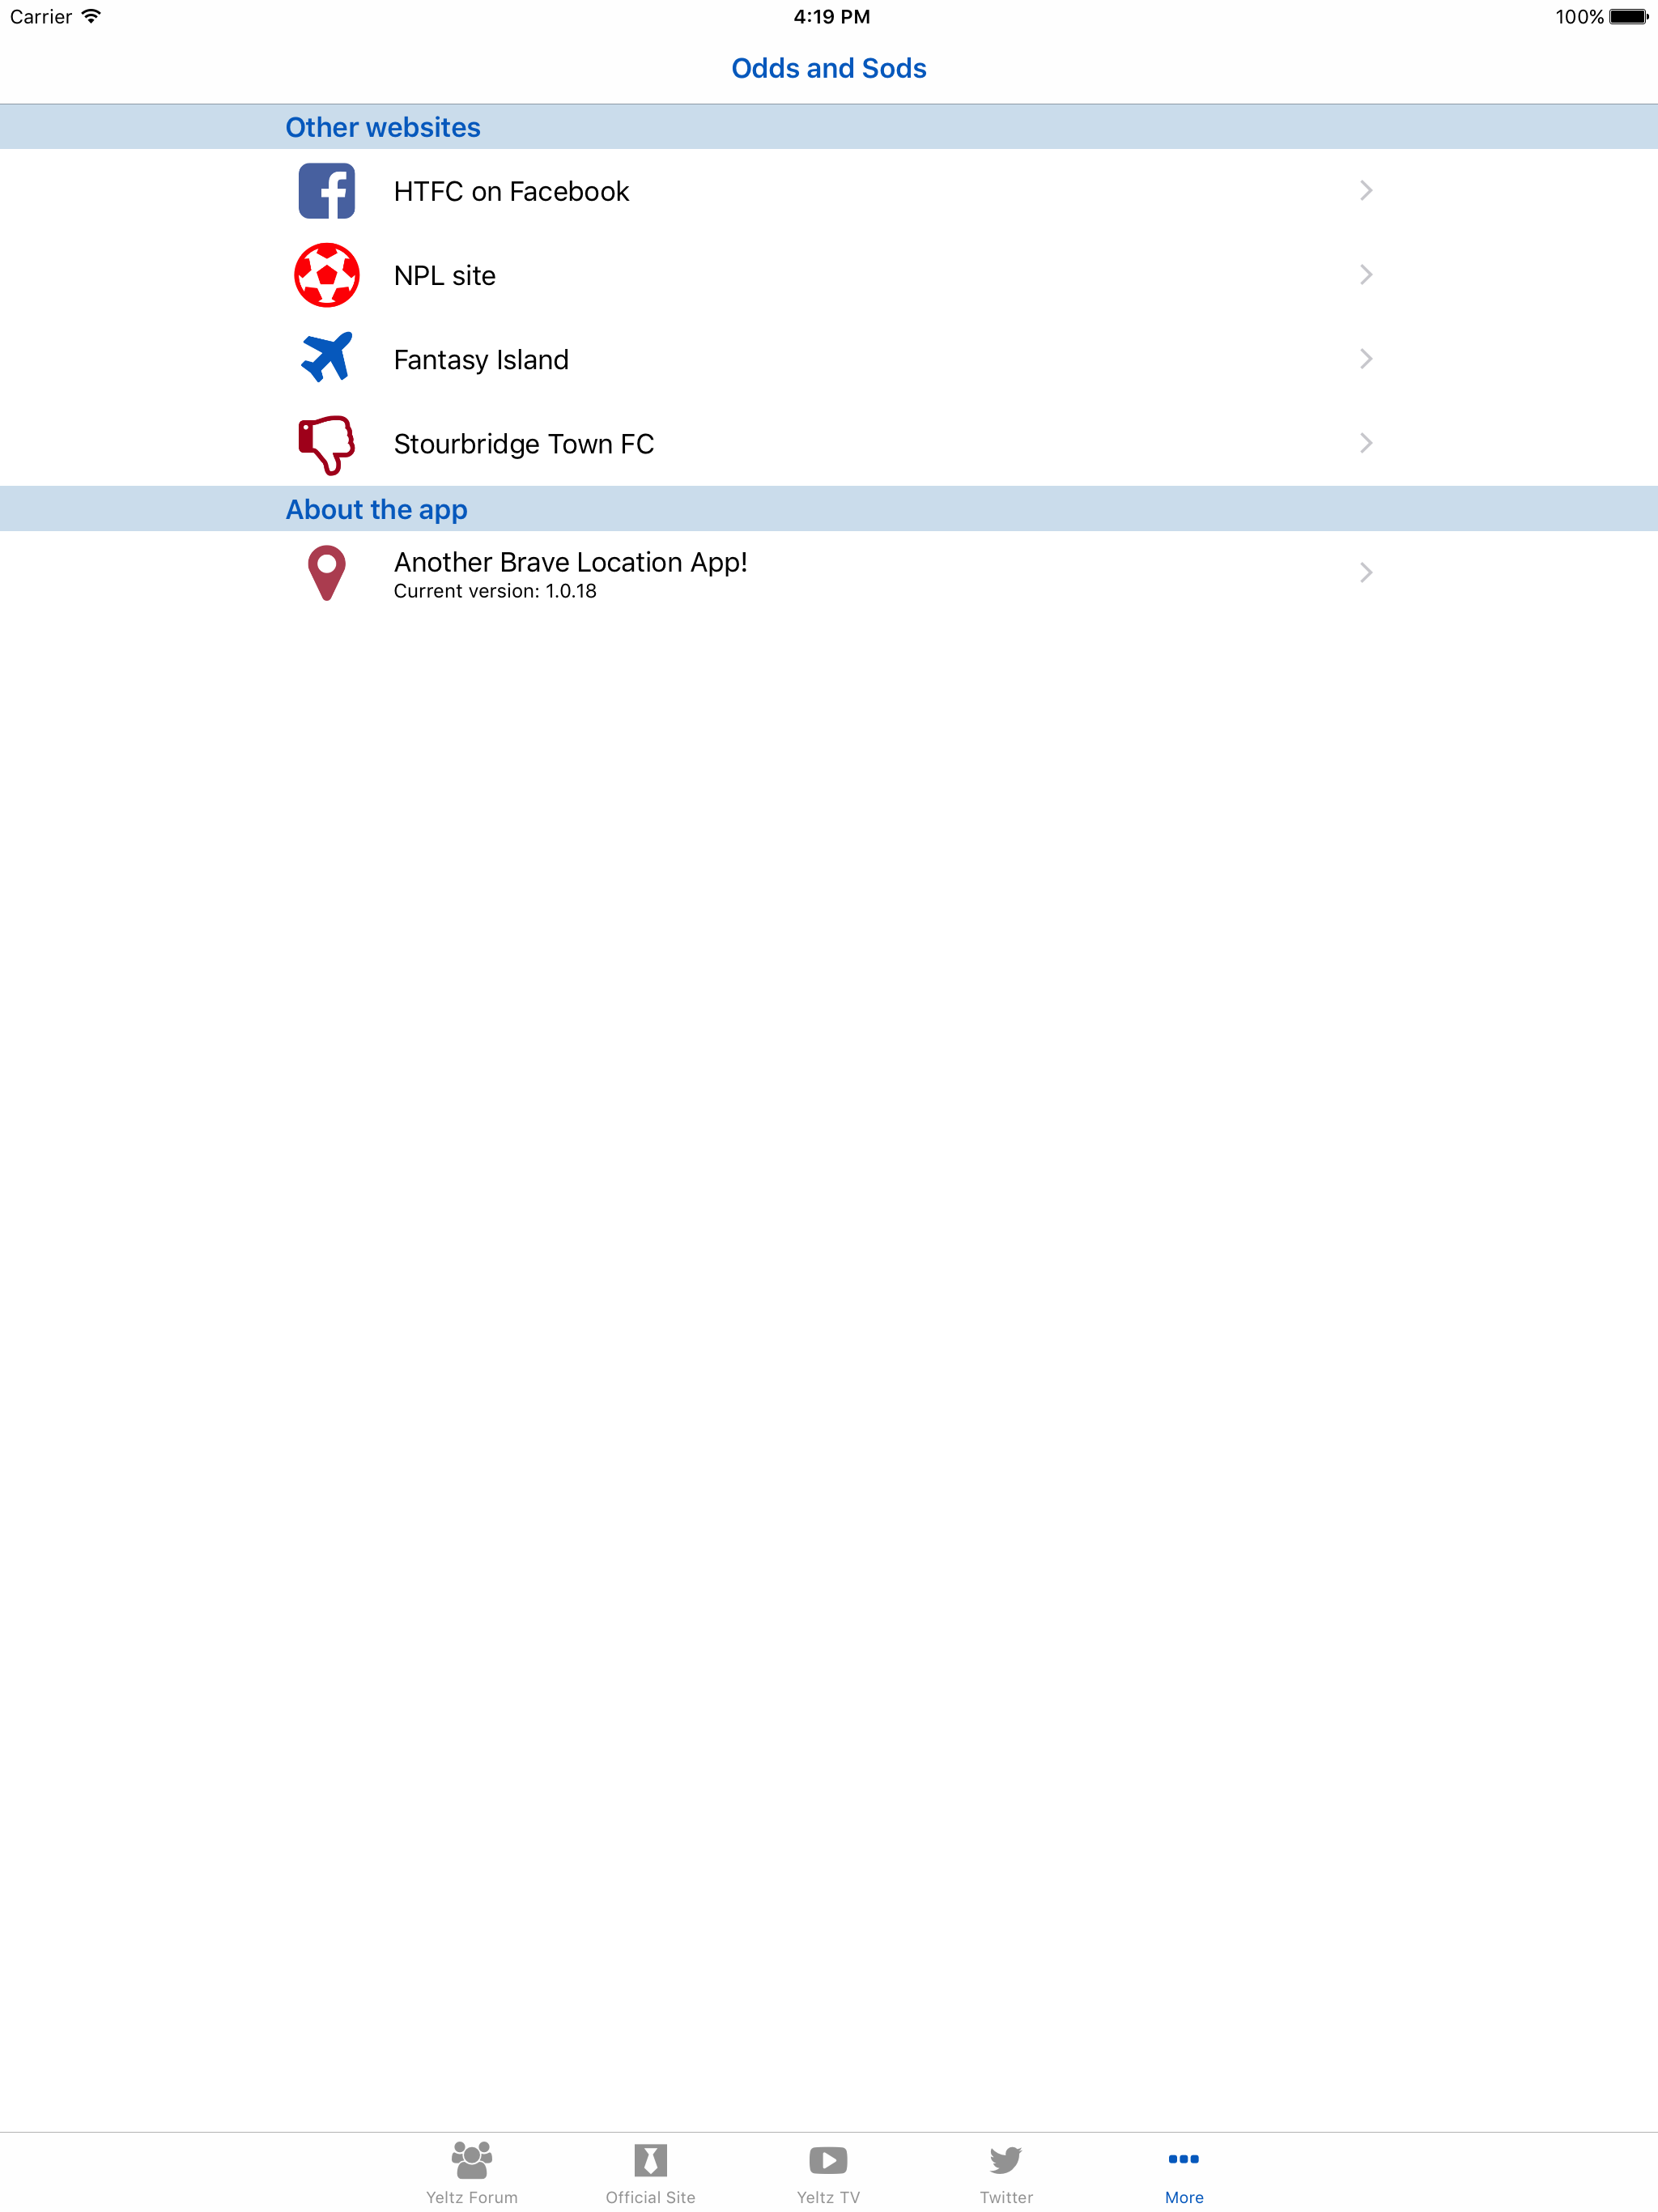 Carrier 4:19 PM 100%
Odds and Sods
Other websites
HTFC on Facebook
NPL site
Fantasy Island
Stourbridge Town FC
About the app
Another Brave Location App!
Current version: 1.0.18
Yeltz Forum Official Site Yeltz TV Twitter More